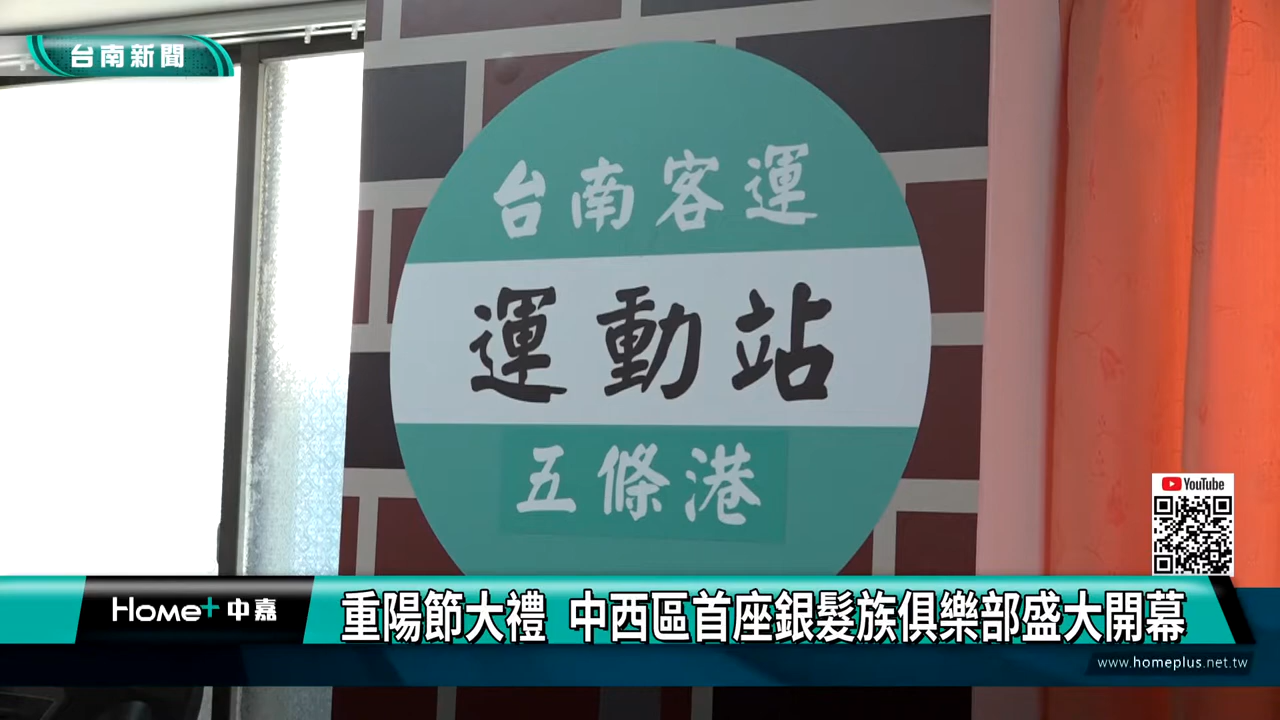 台南新聞
台南客運
運動站
五條港
YouTube
Home+中嘉
重陽節大禮 中西區首座銀髮族俱樂部盛大開幕
www.homeplus.net.tw